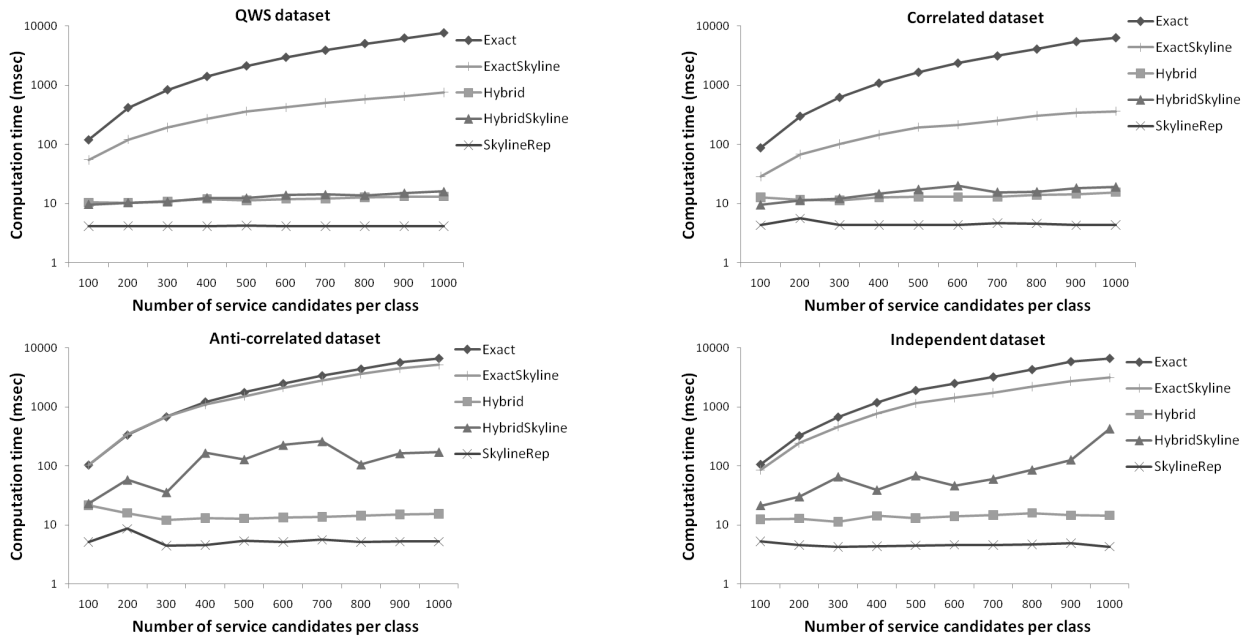 QWS dataset
Computation time (msec)
10000
1000
100
10
1
100 200 300 400 500 600 700 800 900 1000
Number of service candidates per class
Exact
ExactSkyline
Hybrid
HybridSkyline
SkylineRep
Correlated dataset
Computation time (msec)
10000
1000
100
10
1
100 200 300 400 500 600 700 800 900 1000
Number of service candidates per class
Exact
ExactSkyline
Hybrid
HybridSkyline
SkylineRep
Anti-correlated dataset
Computation time (msec)
10000
1000
100
10
1
100 200 300 400 500 600 700 800 900 1000
Number of service candidates per class
Exact
ExactSkyline
Hybrid
HybridSkyline
SkylineRep
Independent dataset
Computation time (msec)
10000
1000
100
10
1
100 200 300 400 500 600 700 800 900 1000
Number of service candidates per class
Exact
ExactSkyline
Hybrid
HybridSkyline
SkylineRep